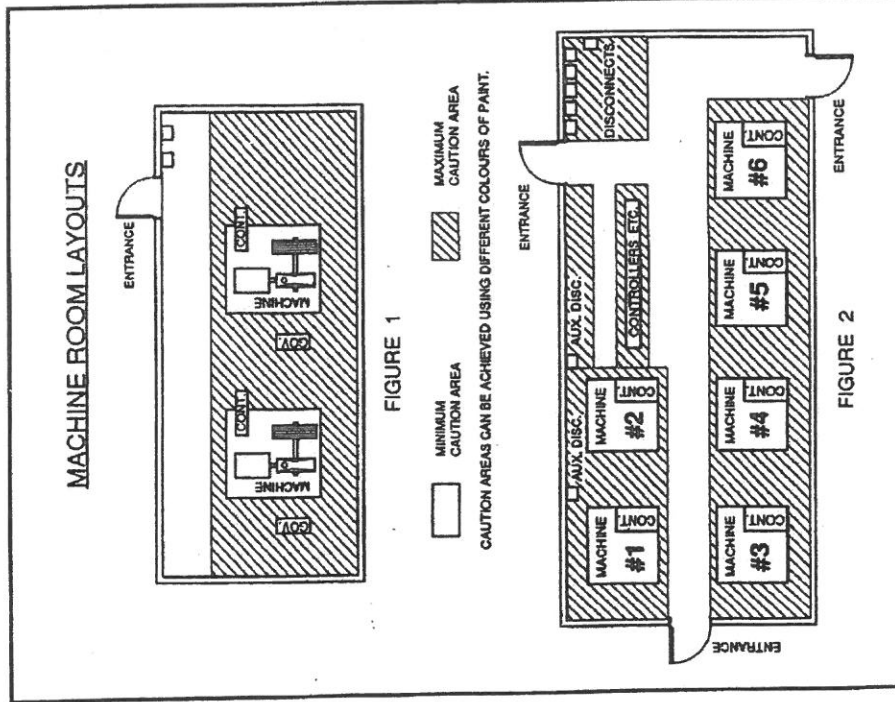 MACHINE ROOM LAYOUTS
ENTRANCE
CONT.
CONT.
GOV.
MACHINE
GOV.
MACHINE
FIGURE 1
MINIMUM
CAUTION AREA
MAXIMUM
CAUTION AREA
CAUTION AREAS CAN BE ACHIEVED USING DIFFERENT COLOURS OF PAINT.
ENTRANCE
DISCONNECTS.
AUX. DISC.
AUX. DISC.
CONTROLLERS ETC.
MACHINE
#1
CONT.
MACHINE
#2
CONT.
ENTRANCE
MACHINE
#3
CONT.
MACHINE
#4
CONT.
MACHINE
#5
CONT.
MACHINE
#6
CONT.
ENTRANCE
FIGURE 2